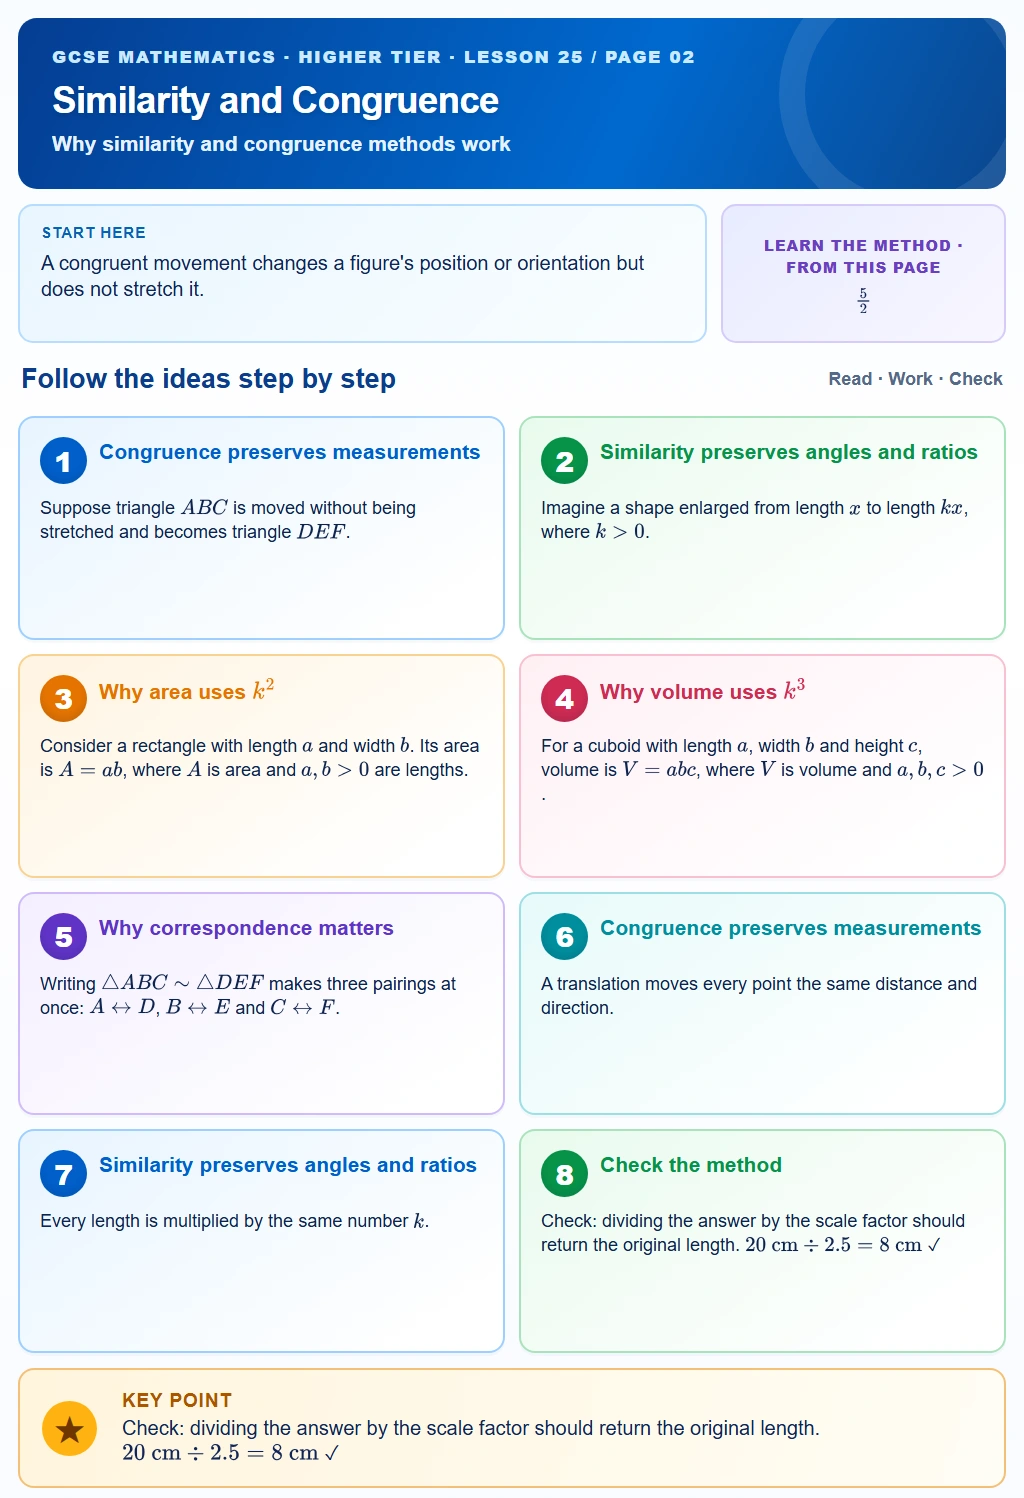 GCSE MATHEMATICS · HIGHER TIER · LESSON 25 / PAGE 02
Similarity and Congruence
Why similarity and congruence methods work
START HERE
A congruent movement changes a figure's position or orientation but
does not stretch it.
LEARN THE METHOD ·
FROM THIS PAGE
5/2
Follow the ideas step by step
Read · Work · Check
1 Congruence preserves measurements
Suppose triangle ABC is moved without being
stretched and becomes triangle DEF.
2 Similarity preserves angles and ratios
Imagine a shape enlarged from length x to length kx,
where k > 0.
3 Why area uses k²
Consider a rectangle with length a and width b. Its area
is A = ab, where A is area and a, b > 0 are lengths.
4 Why volume uses k³
For a cuboid with length a, width b and height c,
volume is V = abc, where V is volume and a, b, c > 0
.
5 Why correspondence matters
Writing △ABC ∼ △DEF makes three pairings at
once: A ↔ D, B ↔ E and C ↔ F.
6 Congruence preserves measurements
A translation moves every point the same distance and
direction.
7 Similarity preserves angles and ratios
Every length is multiplied by the same number k.
8 Check the method
Check: dividing the answer by the scale factor should
return the original length. 20 cm ÷ 2.5 = 8 cm ✓
KEY POINT
Check: dividing the answer by the scale factor should return the original length.
20 cm ÷ 2.5 = 8 cm ✓